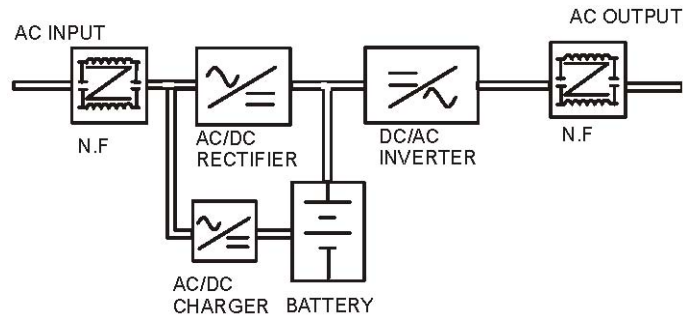 AC INPUT
AC OUTPUT
N.F
AC/DC
RECTIFIER
DC/AC
INVERTER
N.F
AC/DC
CHARGER
BATTERY